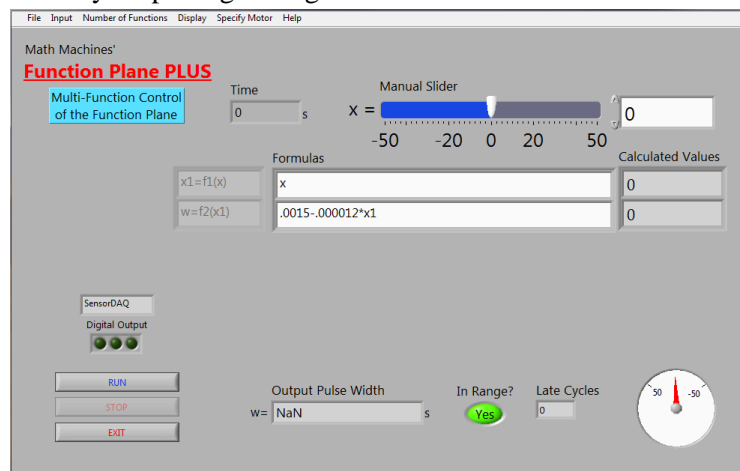 File Input Number of Functions Display Specify Motor Help
Math Machines'
Function Plane PLUS
Multi-Function Control
of the Function Plane
Time
0 s
Manual Slider
x =
-50 -20 0 20 50
0
Formulas
Calculated Values
x1=f1(x) x 0
w=f2(x1) .0015-.000012*x1 0
SensorDAQ
Digital Output
RUN
STOP
EXIT
Output Pulse Width
w= NaN s
In Range?
Yes
Late Cycles
0
50 -50